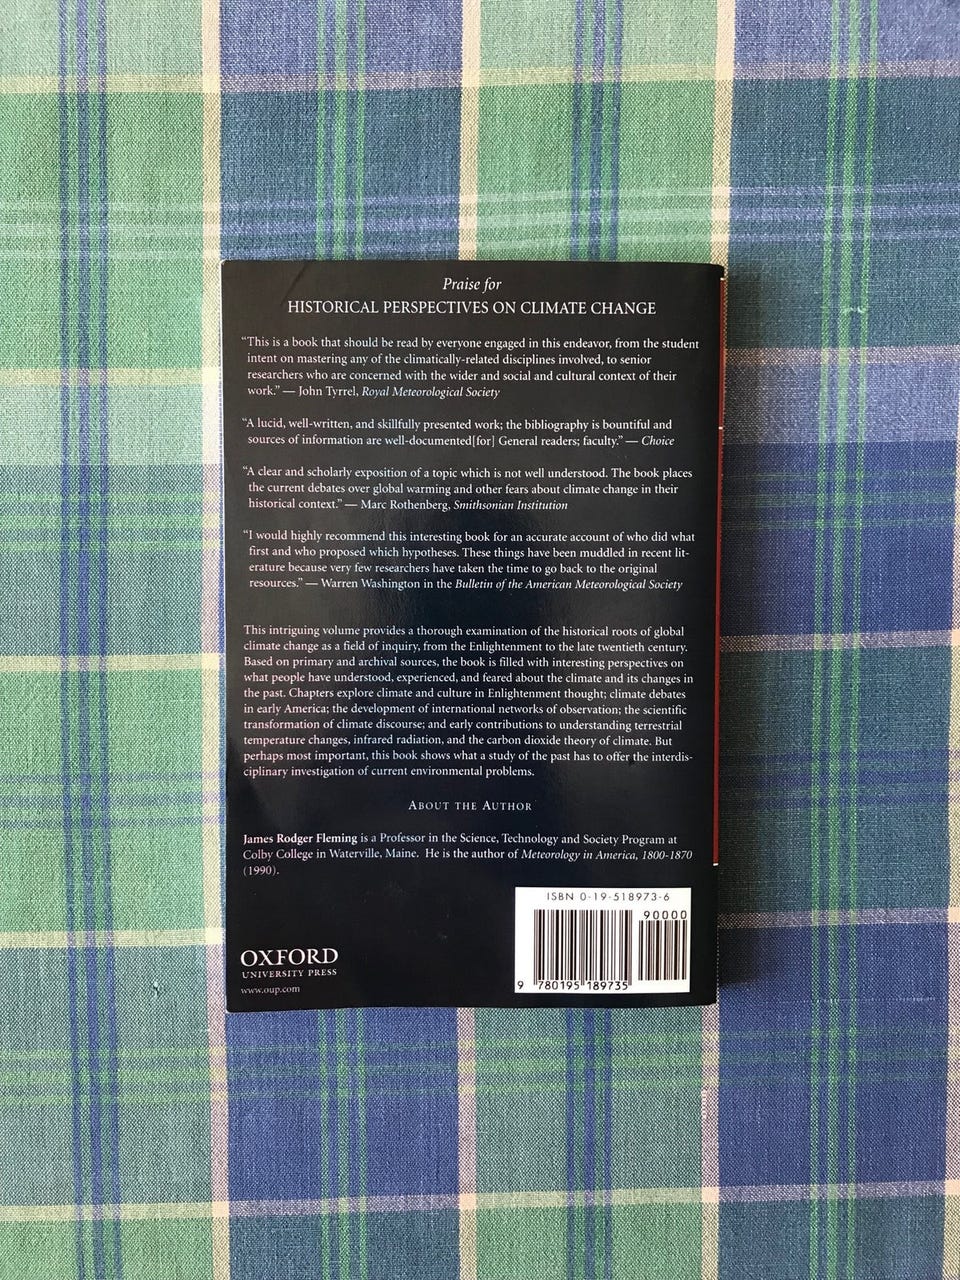 Praise for
HISTORICAL PERSPECTIVES ON CLIMATE CHANGE
“This is a book that should be read by everyone engaged in this endeavor, from the student
intent on mastering any of the climatically-related disciplines involved, to senior
researchers who are concerned with the wider and social and cultural context of their
work.” — John Tyrrel, Royal Meteorological Society
“A lucid, well-written, and skillfully presented work; the bibliography is bountiful and
sources of information are well-documented[for] General readers; faculty.” — Choice
“A clear and scholarly exposition of a topic which is not well understood. The book places
the current debates over global warming and other fears about climate change in their
historical context.” — Marc Rothenberg, Smithsonian Institution
“I would highly recommend this interesting book for an accurate account of who did what
first and who proposed which hypotheses. These things have been muddled in recent lit-
erature because very few researchers have taken the time to go back to the original
resources.” — Warren Washington in the Bulletin of the American Meteorological Society
This intriguing volume provides a thorough examination of the historical roots of global
climate change as a field of inquiry, from the Enlightenment to the late twentieth century.
Based on primary and archival sources, the book is filled with interesting perspectives on
what people have understood, experienced, and feared about the climate and its changes in
the past. Chapters explore climate and culture in Enlightenment thought; climate debates
in early America; the development of international networks of observation; the scientific
transformation of climate discourse; and early contributions to understanding terrestrial
temperature changes, infrared radiation, and the carbon dioxide theory of climate. But
perhaps most important, this book shows what a study of the past has to offer the interdis-
ciplinary investigation of current environmental problems.
ABOUT THE AUTHOR
James Rodger Fleming is a Professor in the Science, Technology and Society Program at
Colby College in Waterville, Maine. He is the author of Meteorology in America, 1800-1870
(1990).
ISBN 0-19-518973-6
90000
9 780195 189735
OXFORD
UNIVERSITY PRESS
www.oup.com